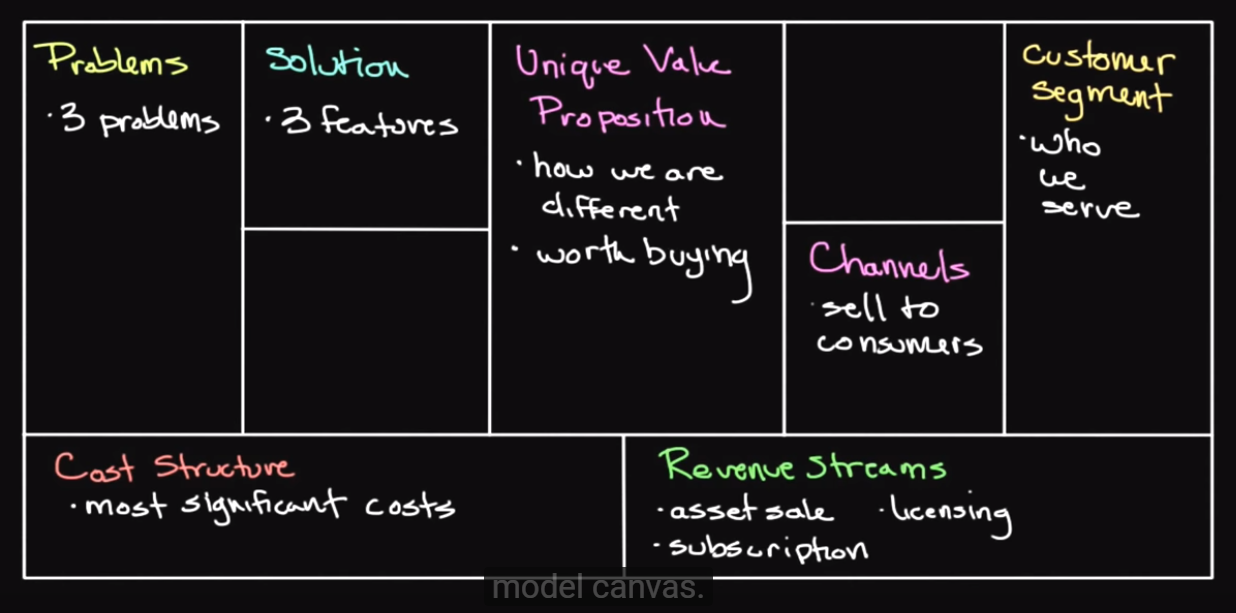 Problems
· 3 problems
Solution
· 3 features
Unique Value
Proposition
· how we are
different
· worth buying
Channels
· sell to
consumers
Customer
Segment
· who
we
serve
Cost Structure
· most significant costs
Revenue Streams
· asset sale · licensing
· subscription
model canvas.